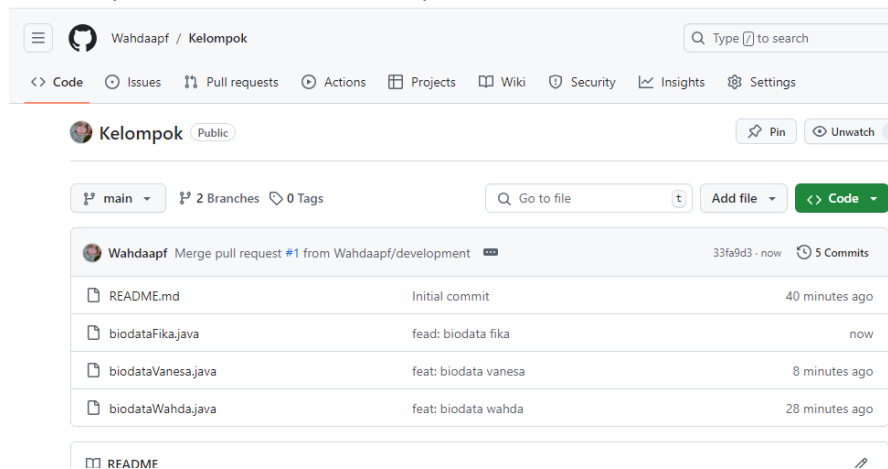 Wahdaapf / Kelompok
Type / to search
<> Code Issues Pull requests Actions Projects Wiki Security Insights Settings
Kelompok Public Pin Unwatch
main 2 Branches 0 Tags Go to file t Add file <> Code
Wahdaapf Merge pull request #1 from Wahdaapf/development 33fa9d3 · now 5 Commits
README.md Initial commit 40 minutes ago
biodataFika.java fead: biodata fika now
biodataVanesa.java feat: biodata vanesa 8 minutes ago
biodataWahda.java feat: biodata wahda 28 minutes ago
README